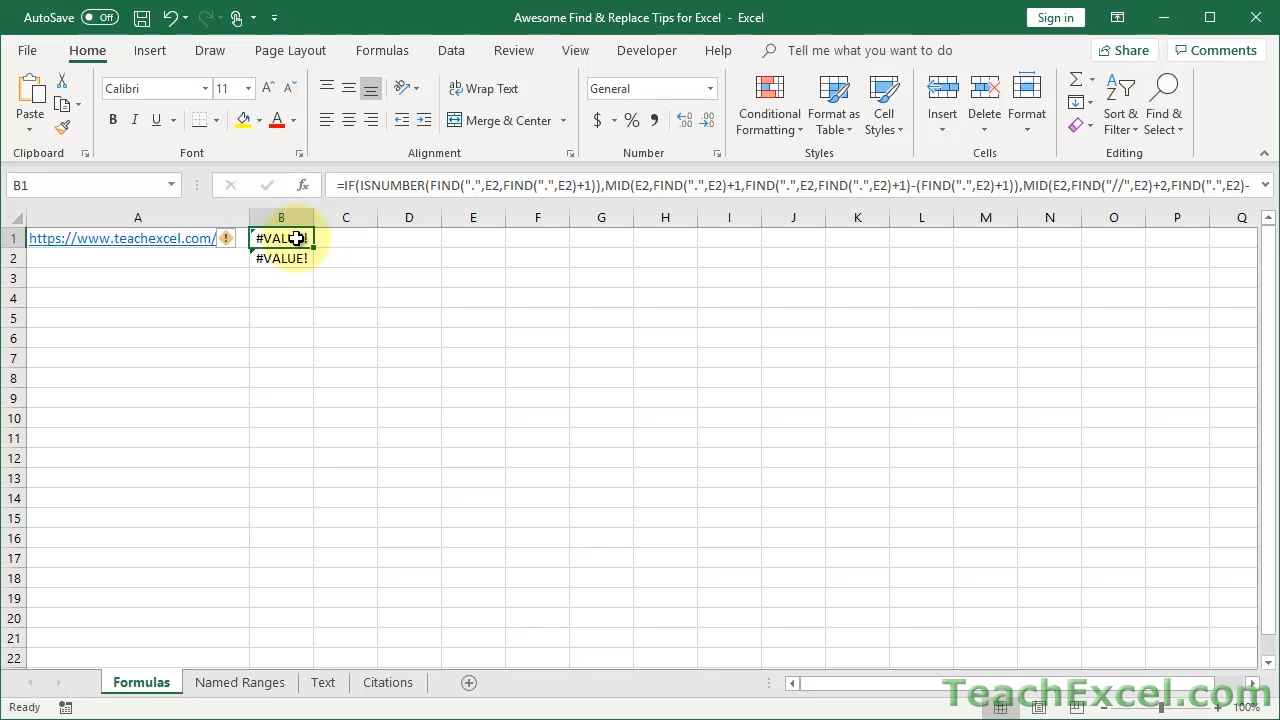 AutoSave Off
Awesome Find & Replace Tips for Excel - Excel
Sign in
File Home Insert Draw Page Layout Formulas Data Review View Developer Help Tell me what you want to do Share Comments
Calibri 11 Wrap Text General
Paste B I U A Merge & Center $ % Conditional Formatting Format as Table Cell Styles Insert Delete Format Sort & Filter Find & Select
Clipboard Font Alignment Number Styles Cells Editing
B1 fx =IF(ISNUMBER(FIND(".",E2,FIND(".",E2)+1)),MID(E2,FIND(".",E2)+1,FIND(".",E2,FIND(".",E2)+1)-(FIND(".",E2)+1)),MID(E2,FIND("//",E2)+2,FIND(".",E2)-
A B C D E F G H I J K L M N O P Q
1 https://www.teachexcel.com/
2 #VALUE!
3
4
5
6
7
8
9
10
11
12
13
14
15
16
17
18
19
20
21
22
Formulas Named Ranges Text Citations
Ready 100%
TeachExcel.com